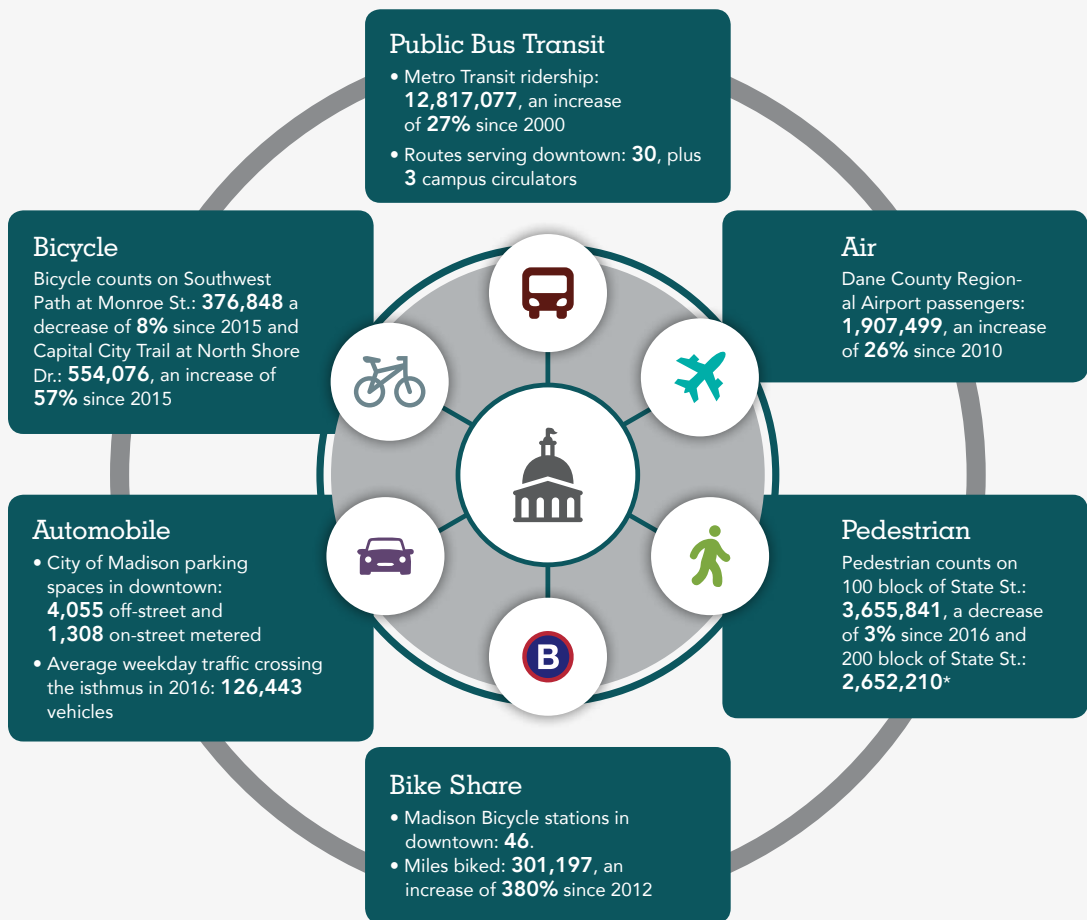 Public Bus Transit
• Metro Transit ridership:
12,817,077, an increase
of 27% since 2000
• Routes serving downtown: 30, plus
3 campus circulators
Bicycle
Bicycle counts on Southwest
Path at Monroe St.: 376,848 a
decrease of 8% since 2015 and
Capital City Trail at North Shore
Dr.: 554,076, an increase of
57% since 2015
Air
Dane County Region-
al Airport passengers:
1,907,499, an increase
of 26% since 2010
Automobile
• City of Madison parking
spaces in downtown:
4,055 off-street and
1,308 on-street metered
• Average weekday traffic crossing
the isthmus in 2016: 126,443
vehicles
Pedestrian
Pedestrian counts on
100 block of State St.:
3,655,841, a decrease
of 3% since 2016 and
200 block of State St.:
2,652,210*
B
Bike Share
• Madison Bicycle stations in
downtown: 46.
• Miles biked: 301,197, an
increase of 380% since 2012